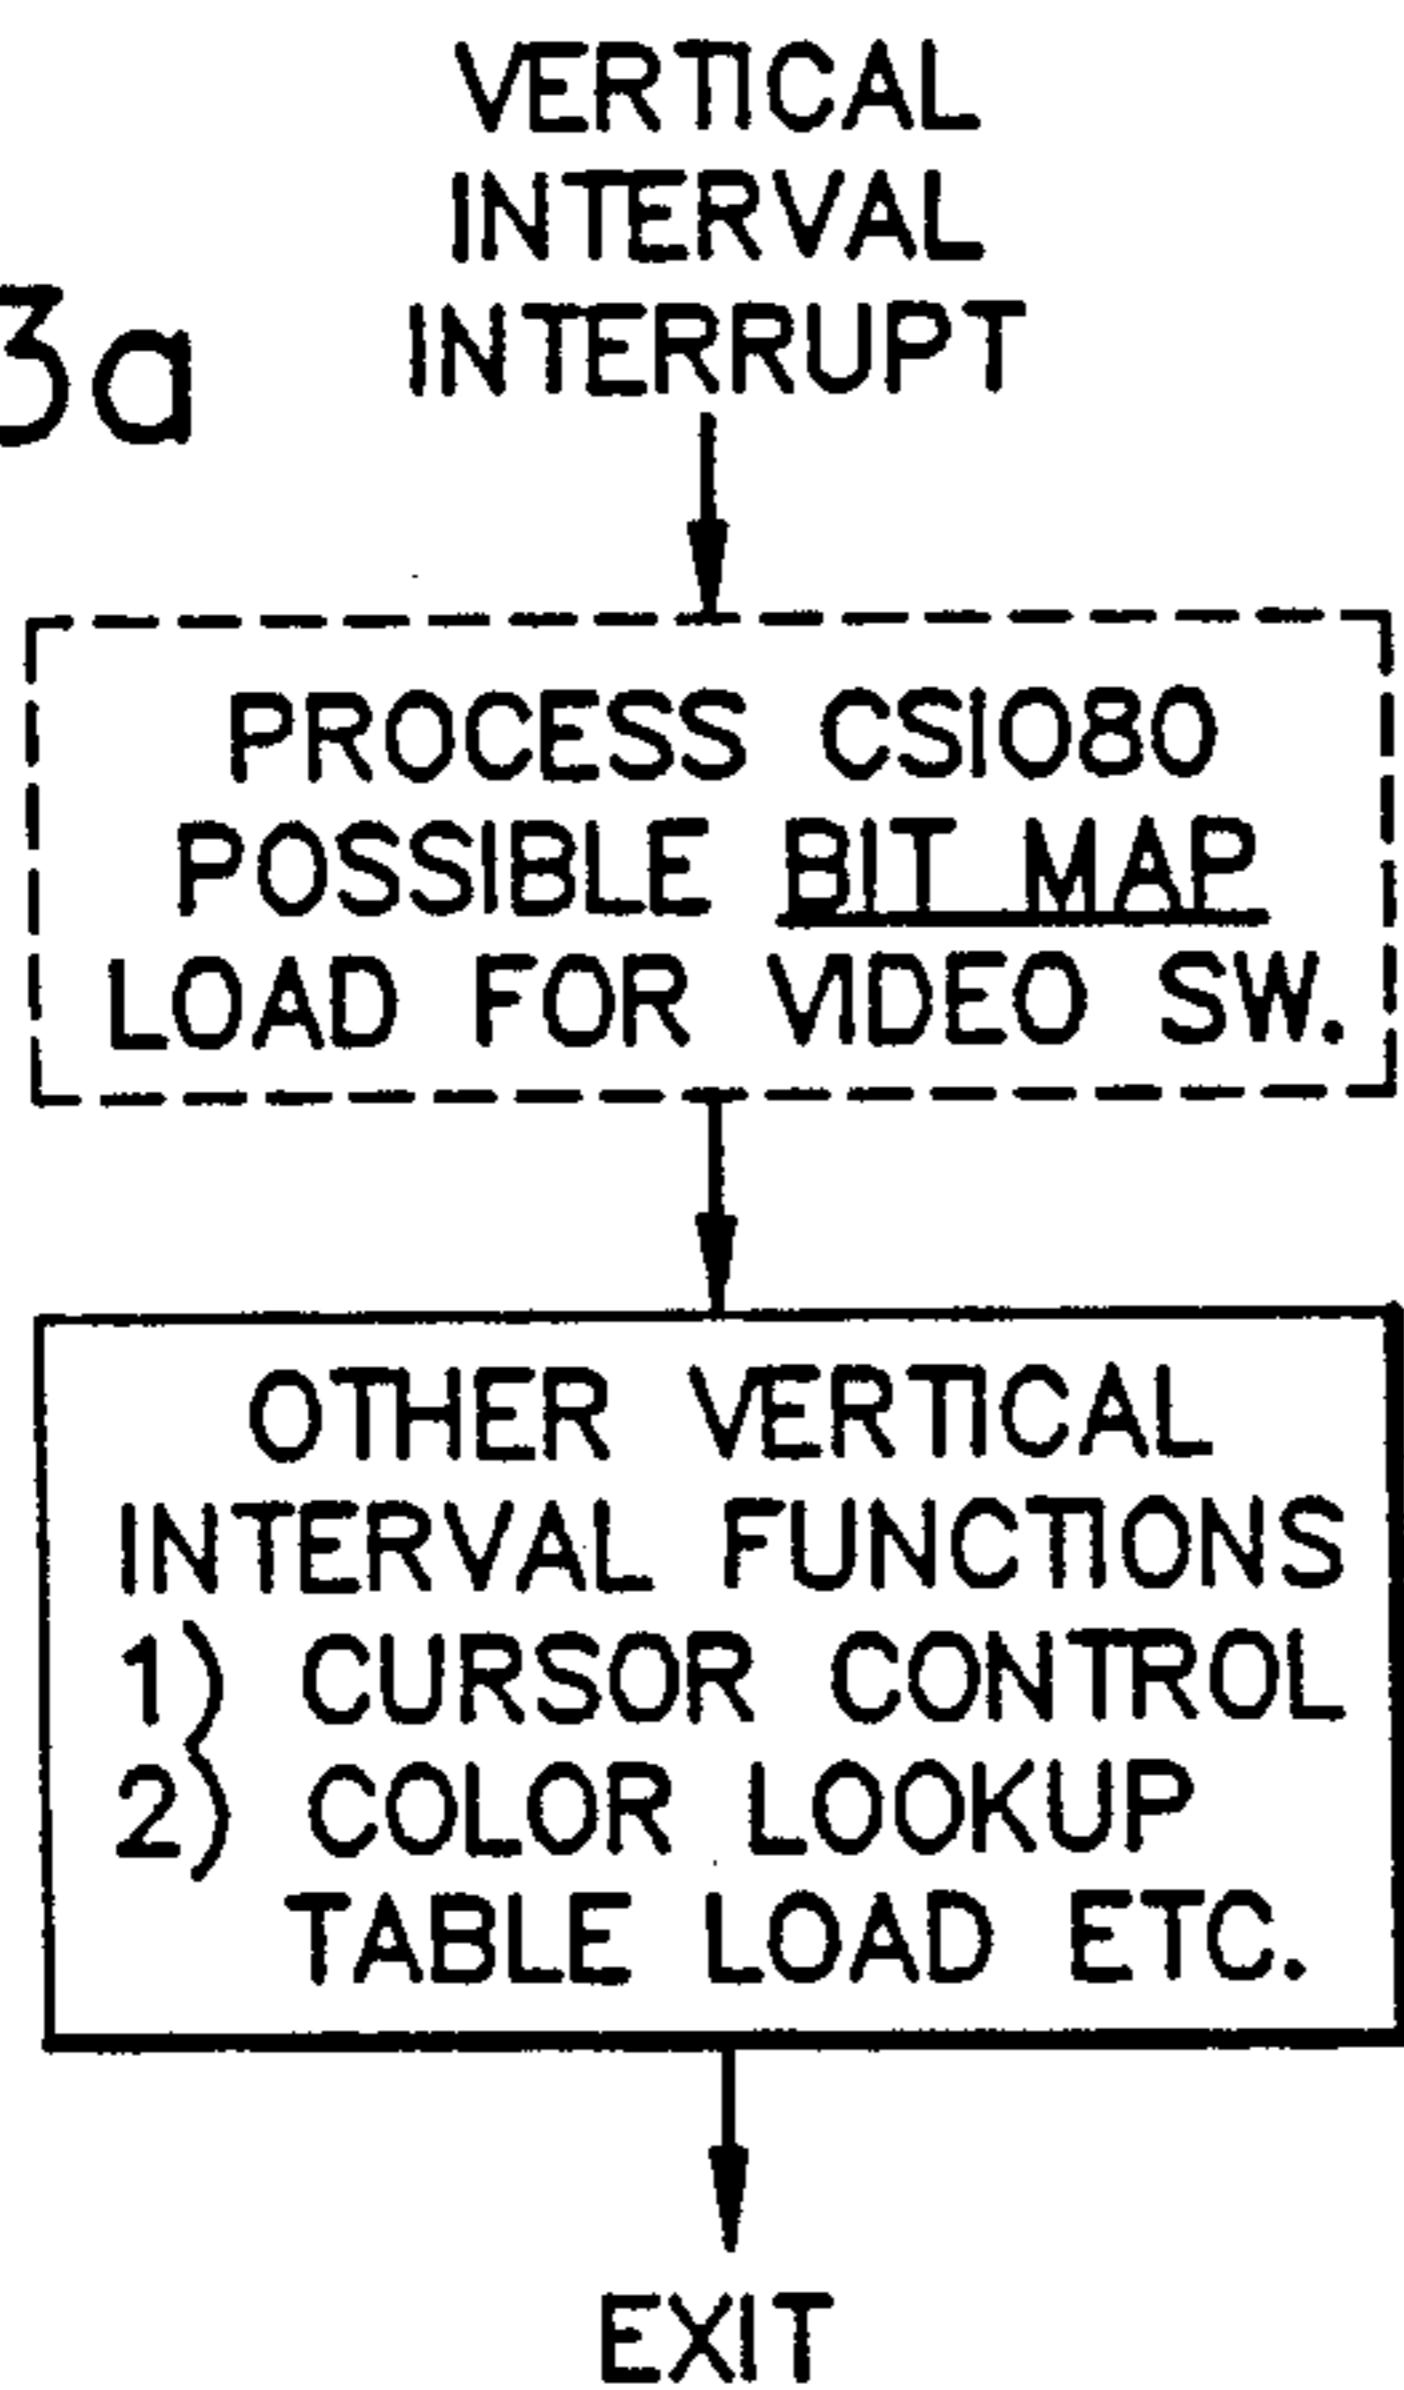 VERTICAL
INTERVAL
INTERRUPT
3a
PROCESS CS1080
POSSIBLE BIT MAP
LOAD FOR VIDEO SW.
OTHER VERTICAL
INTERVAL FUNCTIONS
1) CURSOR CONTROL
2) COLOR LOOKUP
TABLE LOAD ETC.
EXIT